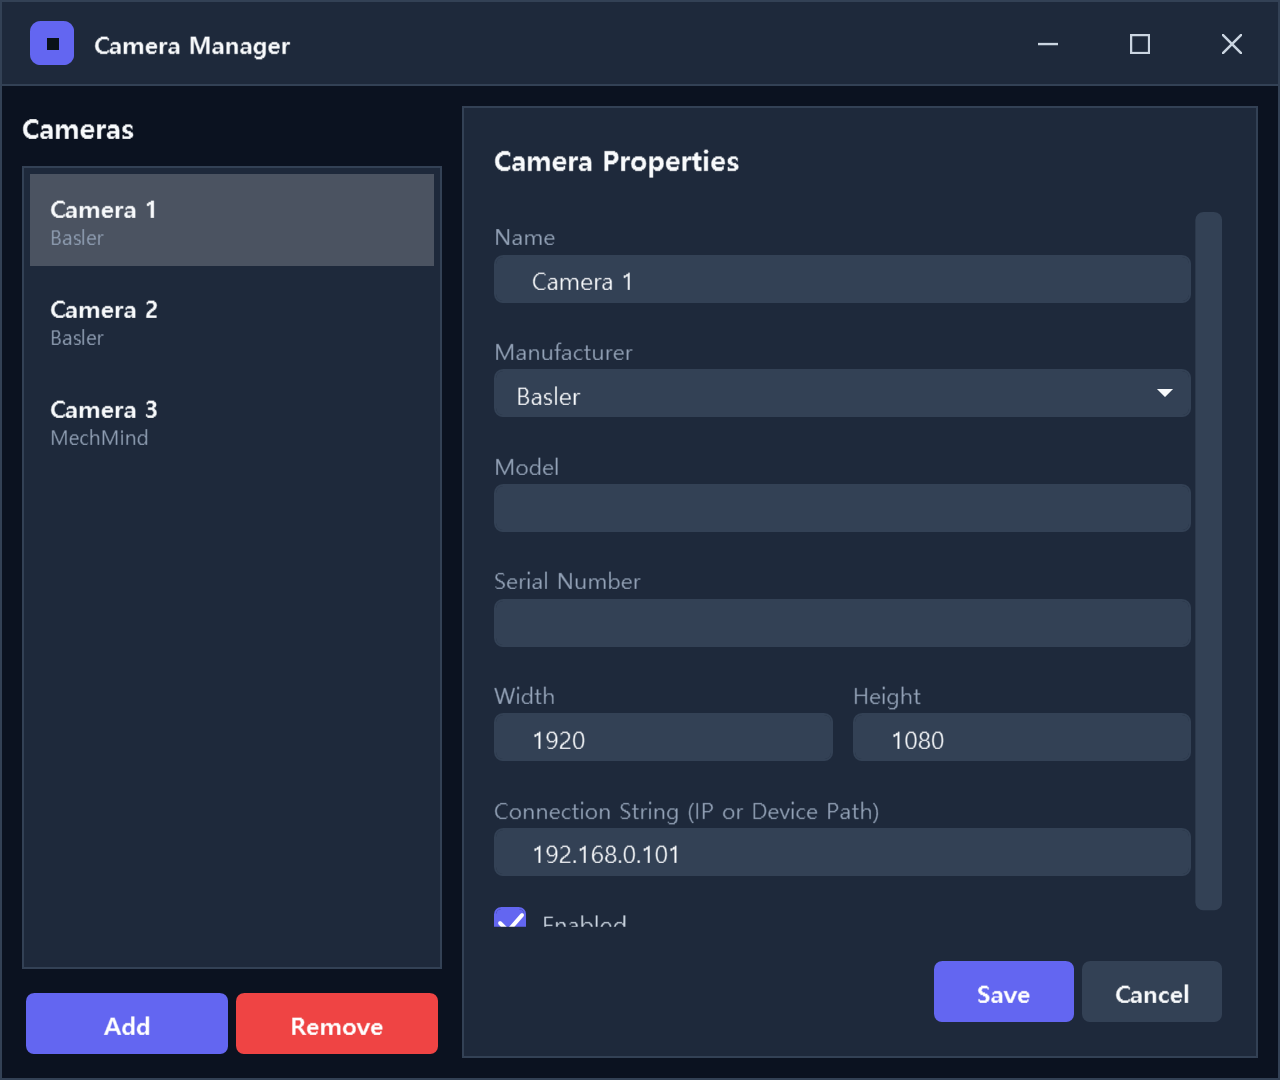 Camera Manager
Cameras
Camera 1
Basler
Camera 2
Basler
Camera 3
MechMind
Add
Remove
Camera Properties
Name
Camera 1
Manufacturer
Basler
Model
Serial Number
Width
Height
1920
1080
Connection String (IP or Device Path)
192.168.0.101
Enabled
Save
Cancel